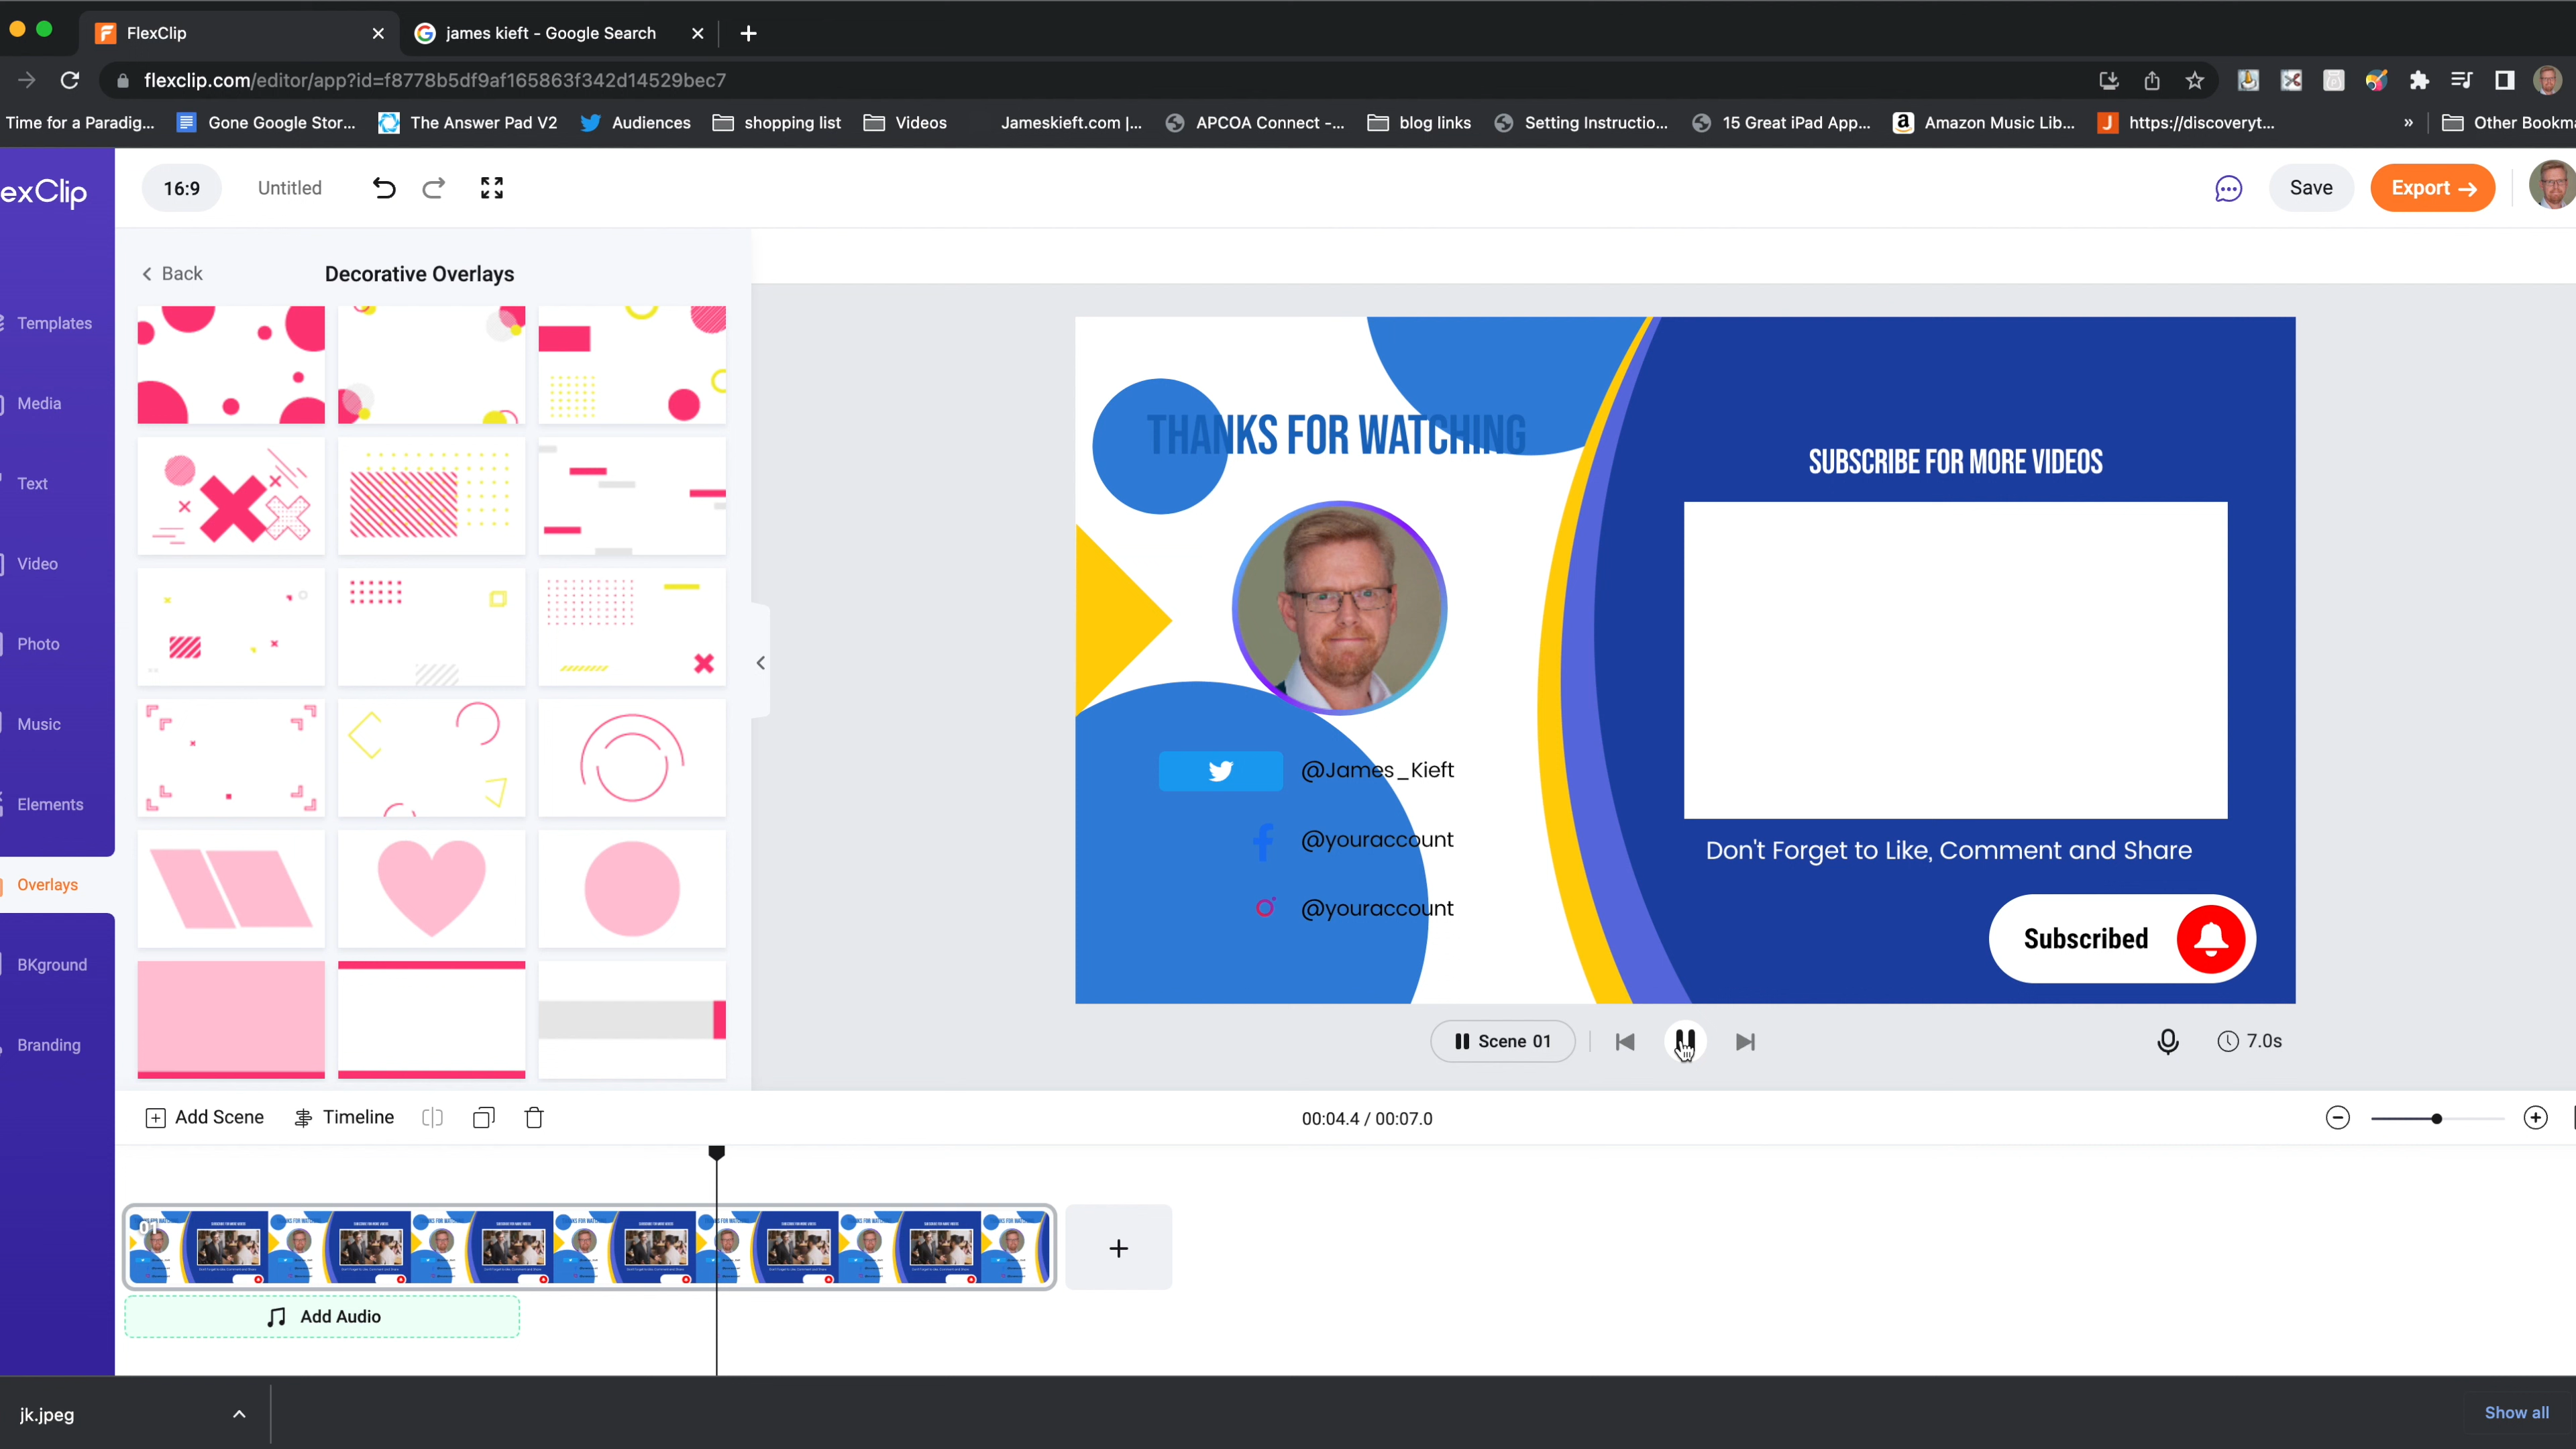 FlexClip
james kieft - Google Search
flexclip.com/editor/app?id=f8778b5df9af165863f342d14529bec7
Time for a Paradig...
Gone Google Stor...
The Answer Pad V2
Audiences
shopping list
Videos
Jameskieft.com |...
APCOA Connect -...
blog links
Setting Instructio...
15 Great iPad App...
Amazon Music Lib...
https://discoveryt...
»
Other Bookma
exClip
16:9
Untitled
Save
Export →
Back
Decorative Overlays
Templates
Media
Text
Video
Photo
Music
Elements
Overlays
BKground
Branding
THANKS FOR WATCHING
@James_Kieft
@youraccount
@youraccount
SUBSCRIBE FOR MORE VIDEOS
Don't Forget to Like, Comment and Share
Subscribed
Scene 01
7.0s
Add Scene
Timeline
00:04.4 / 00:07.0
01
Add Audio
jk.jpeg
Show all